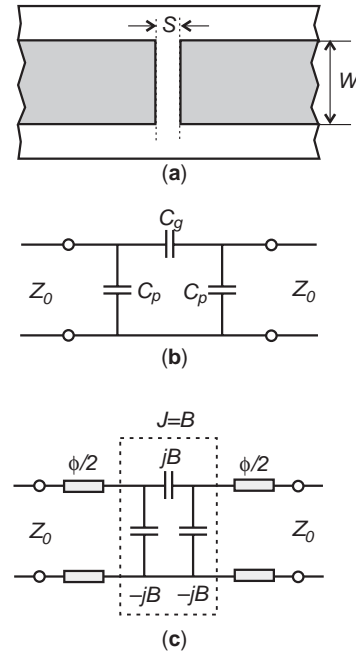 S
W
(a)
C_g
Z_0 C_p C_p Z_0
(b)
J=B
ϕ/2 jB ϕ/2
Z_0 Z_0
–jB –jB
(c)